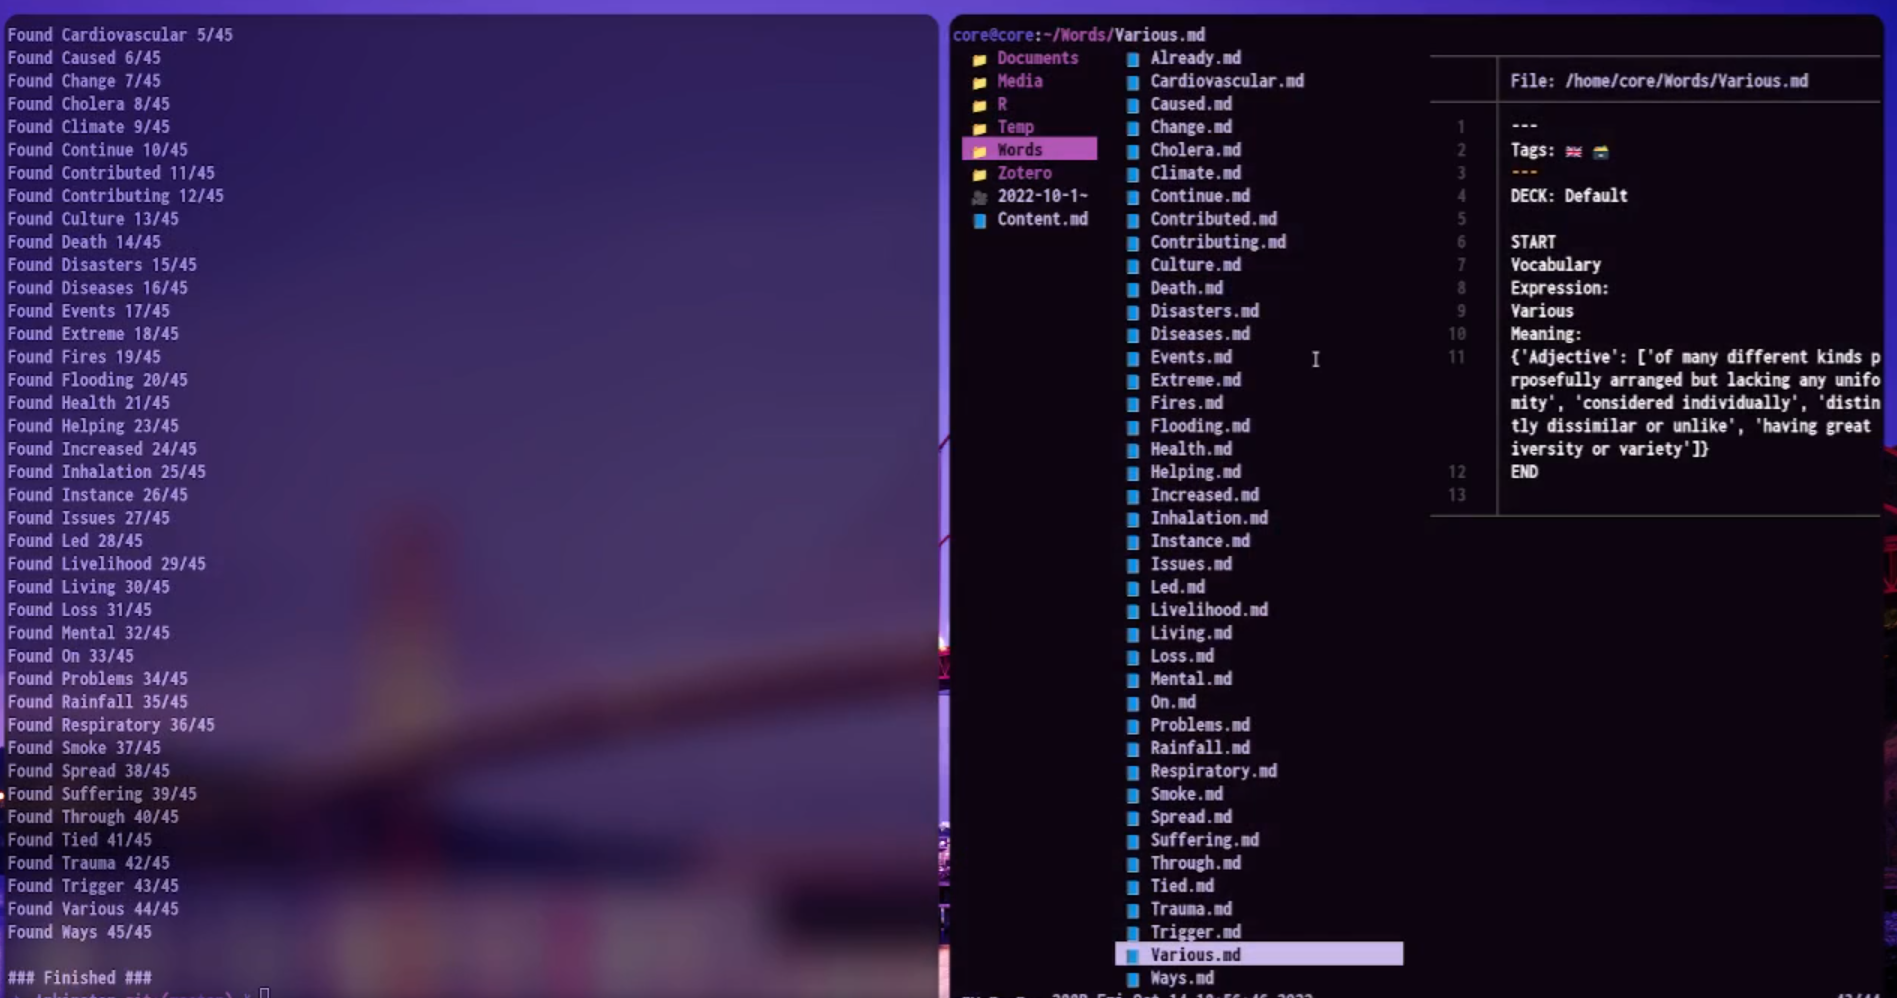 Found Cardiovascular 5/45
Found Caused 6/45
Found Change 7/45
Found Cholera 8/45
Found Climate 9/45
Found Continue 10/45
Found Contributed 11/45
Found Contributing 12/45
Found Culture 13/45
Found Death 14/45
Found Disasters 15/45
Found Diseases 16/45
Found Events 17/45
Found Extreme 18/45
Found Fires 19/45
Found Flooding 20/45
Found Health 21/45
Found Helping 23/45
Found Increased 24/45
Found Inhalation 25/45
Found Instance 26/45
Found Issues 27/45
Found Led 28/45
Found Livelihood 29/45
Found Living 30/45
Found Loss 31/45
Found Mental 32/45
Found On 33/45
Found Problems 34/45
Found Rainfall 35/45
Found Respiratory 36/45
Found Smoke 37/45
Found Spread 38/45
Found Suffering 39/45
Found Through 40/45
Found Tied 41/45
Found Trauma 42/45
Found Trigger 43/45
Found Various 44/45
Found Ways 45/45
### Finished ###
core@core:~/Words/Various.md
Documents
Media
R
Temp
Words
Zotero
2022-10-1~
Content.md
Already.md
Cardiovascular.md
Caused.md
Change.md
Cholera.md
Climate.md
Continue.md
Contributed.md
Contributing.md
Culture.md
Death.md
Disasters.md
Diseases.md
Events.md
Extreme.md
Fires.md
Flooding.md
Health.md
Helping.md
Increased.md
Inhalation.md
Instance.md
Issues.md
Led.md
Livelihood.md
Living.md
Loss.md
Mental.md
On.md
Problems.md
Rainfall.md
Respiratory.md
Smoke.md
Spread.md
Suffering.md
Through.md
Tied.md
Trauma.md
Trigger.md
Various.md
Ways.md
File: /home/core/Words/Various.md
1 ---
2 Tags: 🇬🇧 🗃️
3 ---
4 DECK: Default
5
6 START
7 Vocabulary
8 Expression:
9 Various
10 Meaning:
11 {'Adjective': ['of many different kinds p
rposefully arranged but lacking any unifo
mity', 'considered individually', 'distin
tly dissimilar or unlike', 'having great
iversity or variety']}
12 END
13